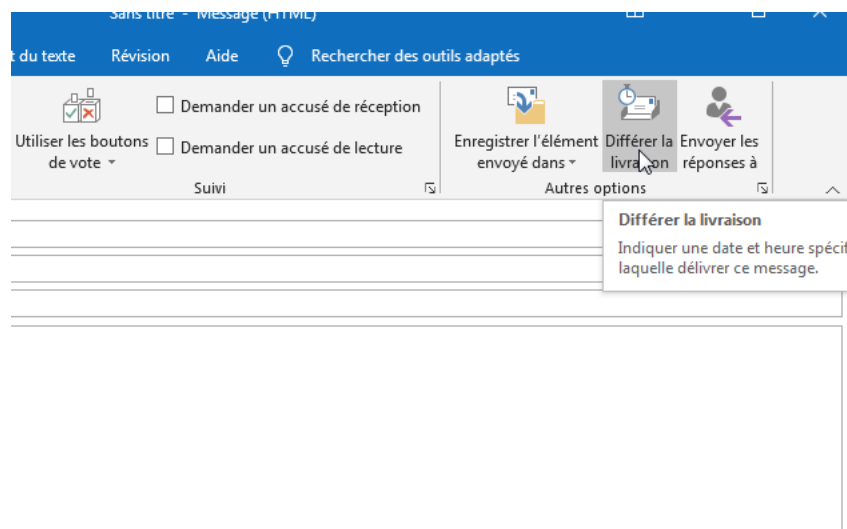 Sans titre - Message (HTML)
t du texte Révision Aide Rechercher des outils adaptés
Demander un accusé de réception
Demander un accusé de lecture
Utiliser les boutons
de vote
Suivi
Enregistrer l'élément
envoyé dans
Différer la
livraison
Envoyer les
réponses à
Autres options
Différer la livraison
Indiquer une date et heure spécif
laquelle délivrer ce message.